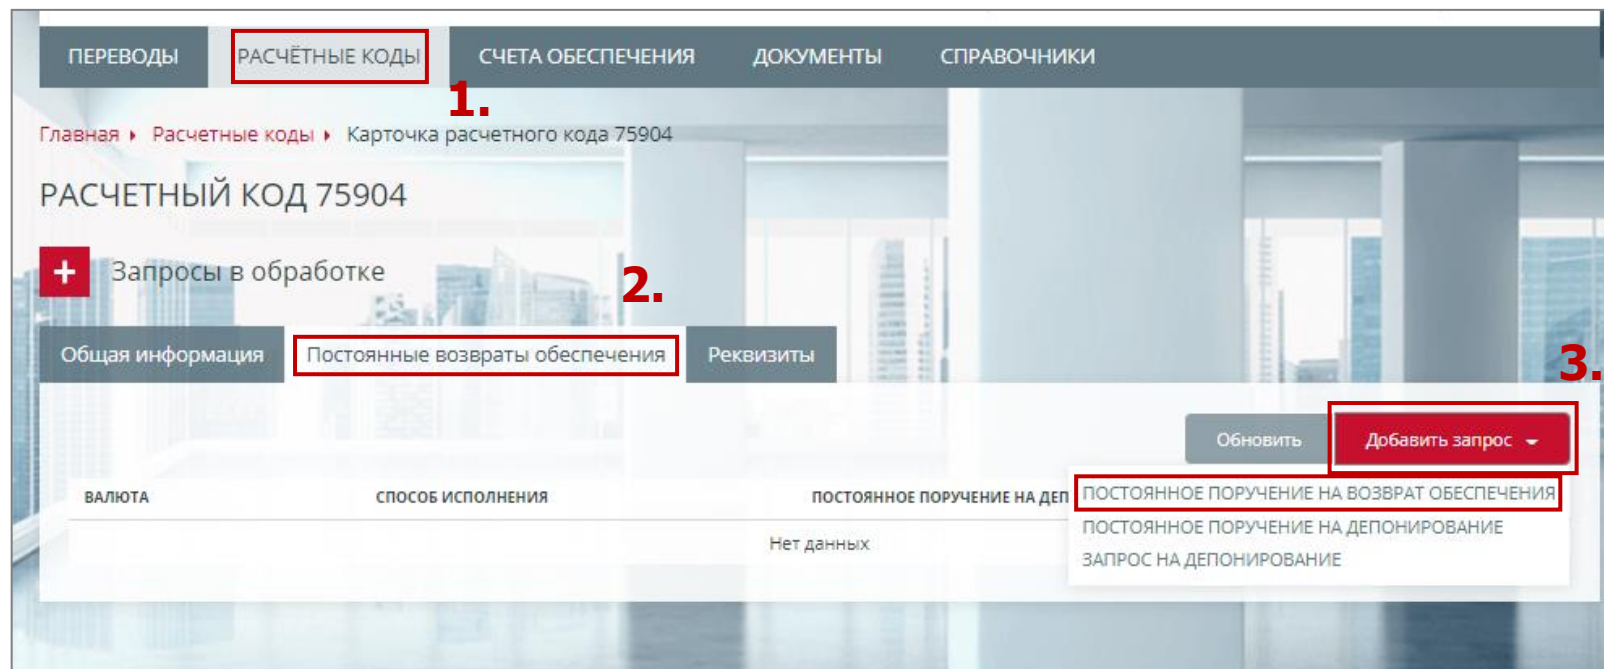 ПЕРЕВОДЫ РАСЧЁТНЫЕ КОДЫ СЧЕТА ОБЕСПЕЧЕНИЯ ДОКУМЕНТЫ СПРАВОЧНИКИ
1.
Главная Расчетные коды Карточка расчетного кода 75904
РАСЧЕТНЫЙ КОД 75904
+ Запросы в обработке
2.
Общая информация Постоянные возвраты обеспечения Реквизиты
3.
Обновить Добавить запрос
ВАЛЮТА СПОСОБ ИСПОЛНЕНИЯ ПОСТОЯННОЕ ПОРУЧЕНИЕ НА ДЕП
ПОСТОЯННОЕ ПОРУЧЕНИЕ НА ВОЗВРАТ ОБЕСПЕЧЕНИЯ
ПОСТОЯННОЕ ПОРУЧЕНИЕ НА ДЕПОНИРОВАНИЕ
ЗАПРОС НА ДЕПОНИРОВАНИЕ
Нет данных